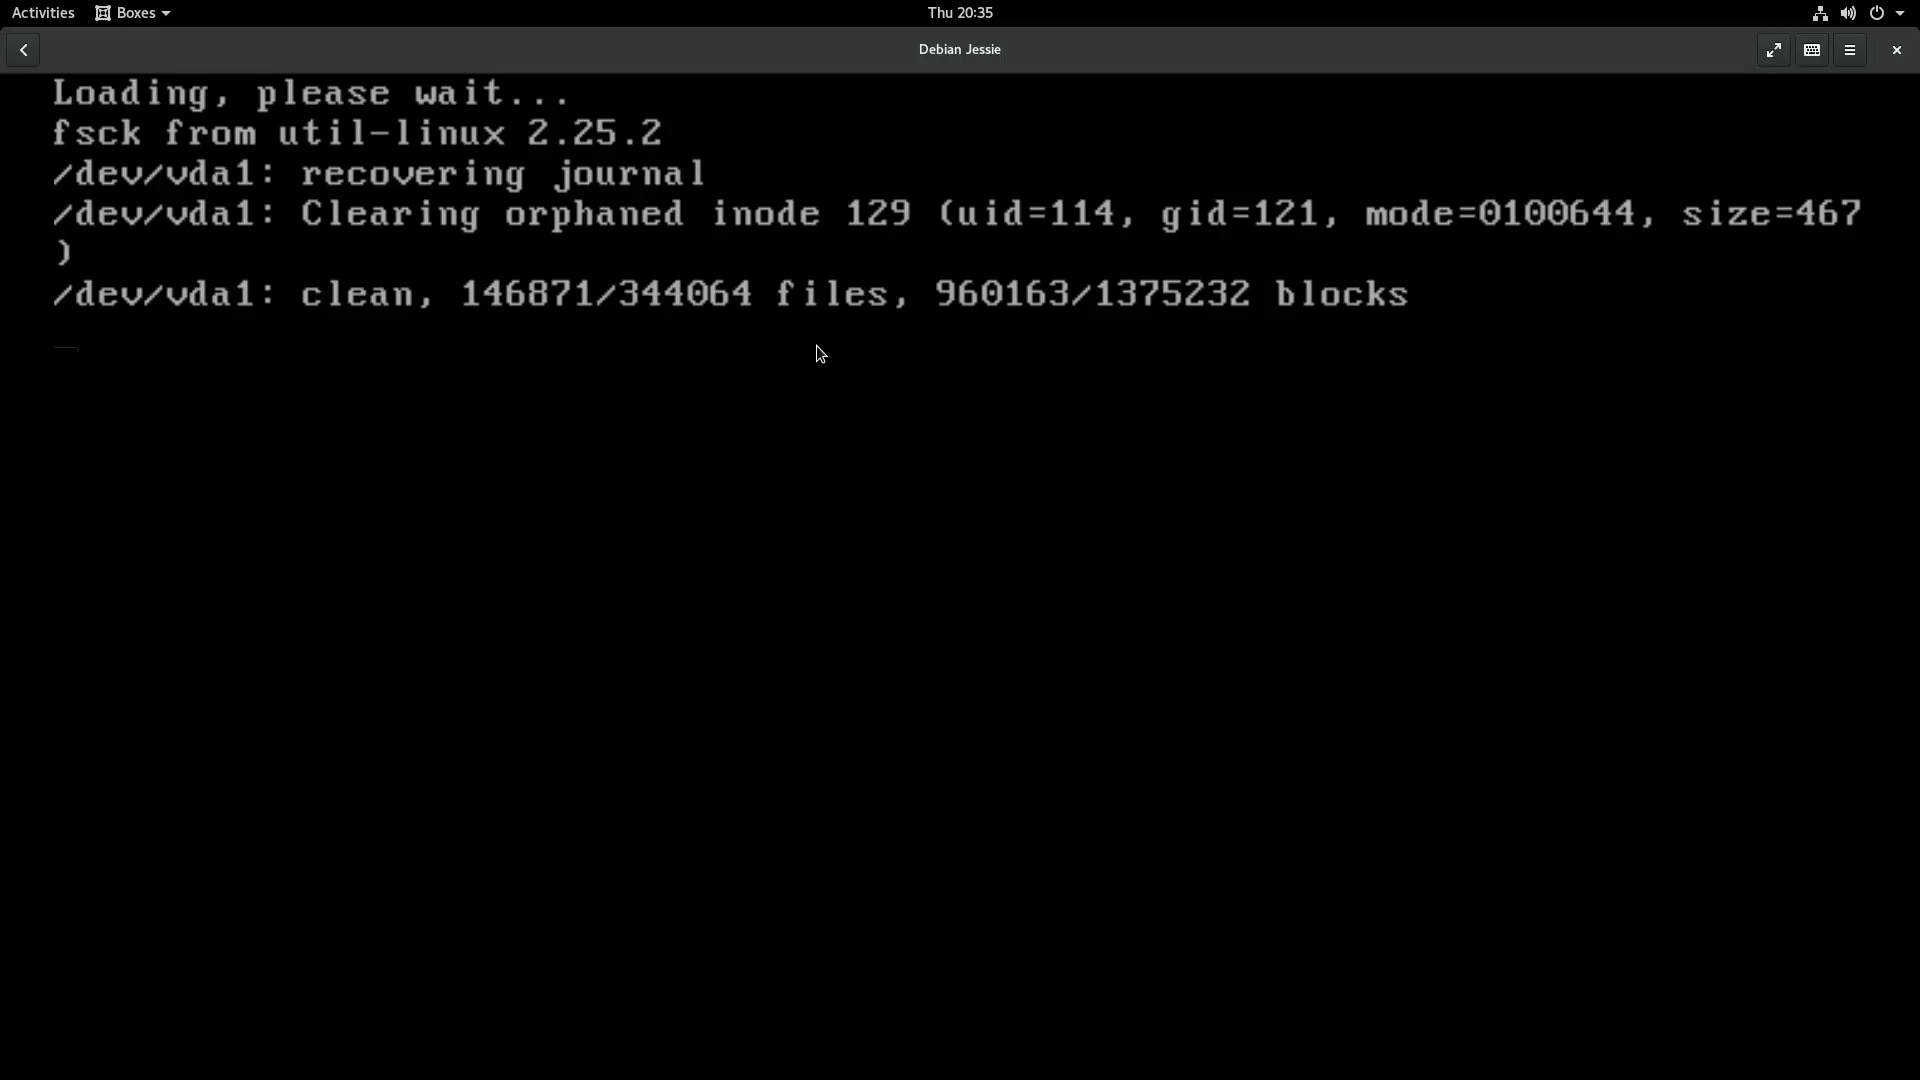 Activities Boxes Thu 20:35
Debian Jessie
Loading, please wait...
fsck from util-linux 2.25.2
/dev/vda1: recovering journal
/dev/vda1: Clearing orphaned inode 129 (uid=114, gid=121, mode=0100644, size=467
)
/dev/vda1: clean, 146871/344064 files, 960163/1375232 blocks